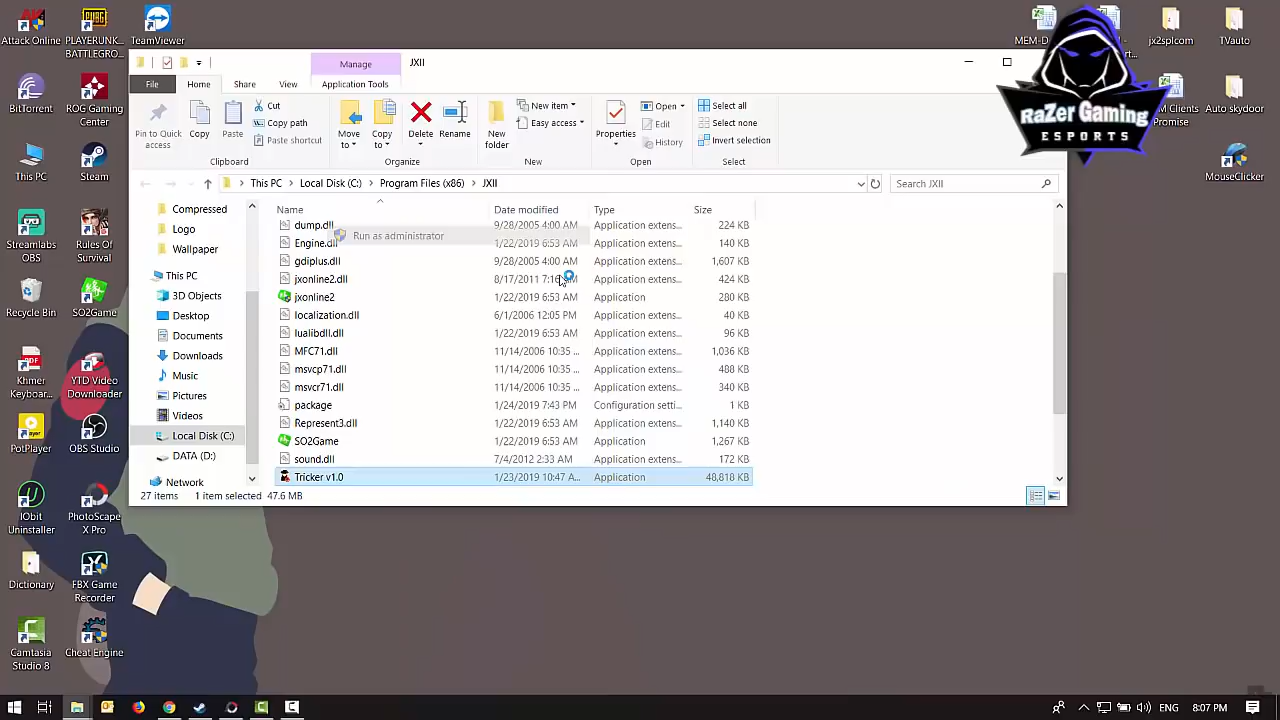 Attack Online
PLAYERUNK...
BATTLEGRO...
TeamViewer
BitTorrent
ROG Gaming
Center
This PC
Steam
Streamlabs
OBS
Rules Of
Survival
Recycle Bin
SO2Game
Khmer
Keyboar...
YTD Video
Downloader
PotPlayer
OBS Studio
IObit
Uninstaller
PhotoScape
X Pro
Dictionary
FBX Game
Recorder
Camtasia
Studio 8
Cheat Engine
jx2splcom
TVauto
Auto skydoor
Promise
MouseClicker
RaZer Gaming
ESPORTS
Manage
JXII
File
Home
Share
View
Application Tools
Pin to Quick
access
Copy
Paste
Cut
Copy path
Paste shortcut
Clipboard
Move
to
Copy
to
Delete
Rename
Organize
New
folder
New item
Easy access
New
Properties
Open
Edit
History
Open
Select all
Select none
Invert selection
Select
This PC
Local Disk (C:)
Program Files (x86)
JXII
Search JXII
Compressed
Logo
Wallpaper
This PC
3D Objects
Desktop
Documents
Downloads
Music
Pictures
Videos
Local Disk (C:)
DATA (D:)
Network
Name Date modified Type Size
dump.dll 9/28/2005 4:00 AM Application extens... 224 KB
Run as administrator
Engine.dll 1/22/2019 6:53 AM Application extens... 140 KB
gdiplus.dll 9/28/2005 4:00 AM Application extens... 1,607 KB
jxonline2.dll 8/17/2011 7:16 AM Application extens... 424 KB
jxonline2 1/22/2019 6:53 AM Application 280 KB
localization.dll 6/1/2006 12:05 PM Application extens... 40 KB
lualibdll.dll 1/22/2019 6:53 AM Application extens... 96 KB
MFC71.dll 11/14/2006 10:35 ... Application extens... 1,036 KB
msvcp71.dll 11/14/2006 10:35 ... Application extens... 488 KB
msvcr71.dll 11/14/2006 10:35 ... Application extens... 340 KB
package 1/24/2019 7:43 PM Configuration setti... 1 KB
Represent3.dll 1/22/2019 6:53 AM Application extens... 1,140 KB
SO2Game 1/22/2019 6:53 AM Application 1,267 KB
sound.dll 7/4/2012 2:33 AM Application extens... 172 KB
Tricker v1.0 1/23/2019 10:47 A... Application 48,818 KB
27 items 1 item selected 47.6 MB
ENG 8:07 PM